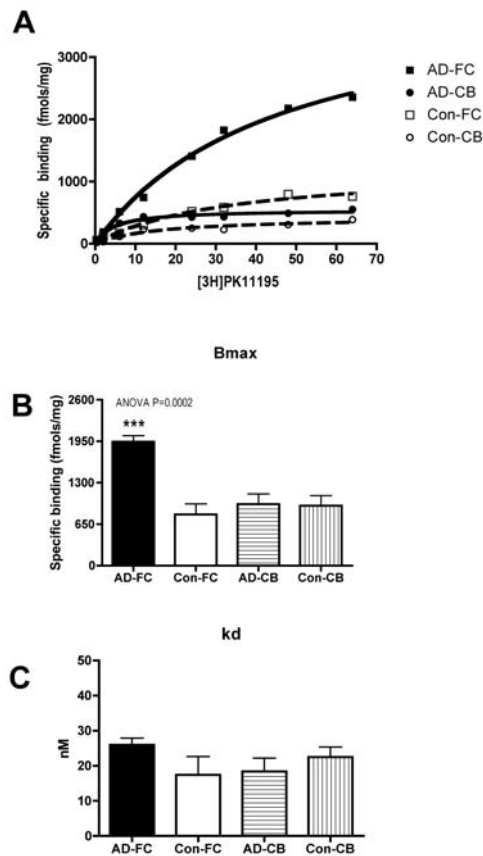 A
Specific binding (fmols/mg)
3000
2000
1000
0
0 10 20 30 40 50 60 70
[3H]PK11195
AD-FC
AD-CB
Con-FC
Con-CB
Bmax
B
Specific binding (fmols/mg)
2600
1950
1300
650
0
ANOVA P=0.0002
***
AD-FC Con-FC AD-CB Con-CB
kd
C
nM
50
40
30
20
10
0
AD-FC Con-FC AD-CB Con-CB